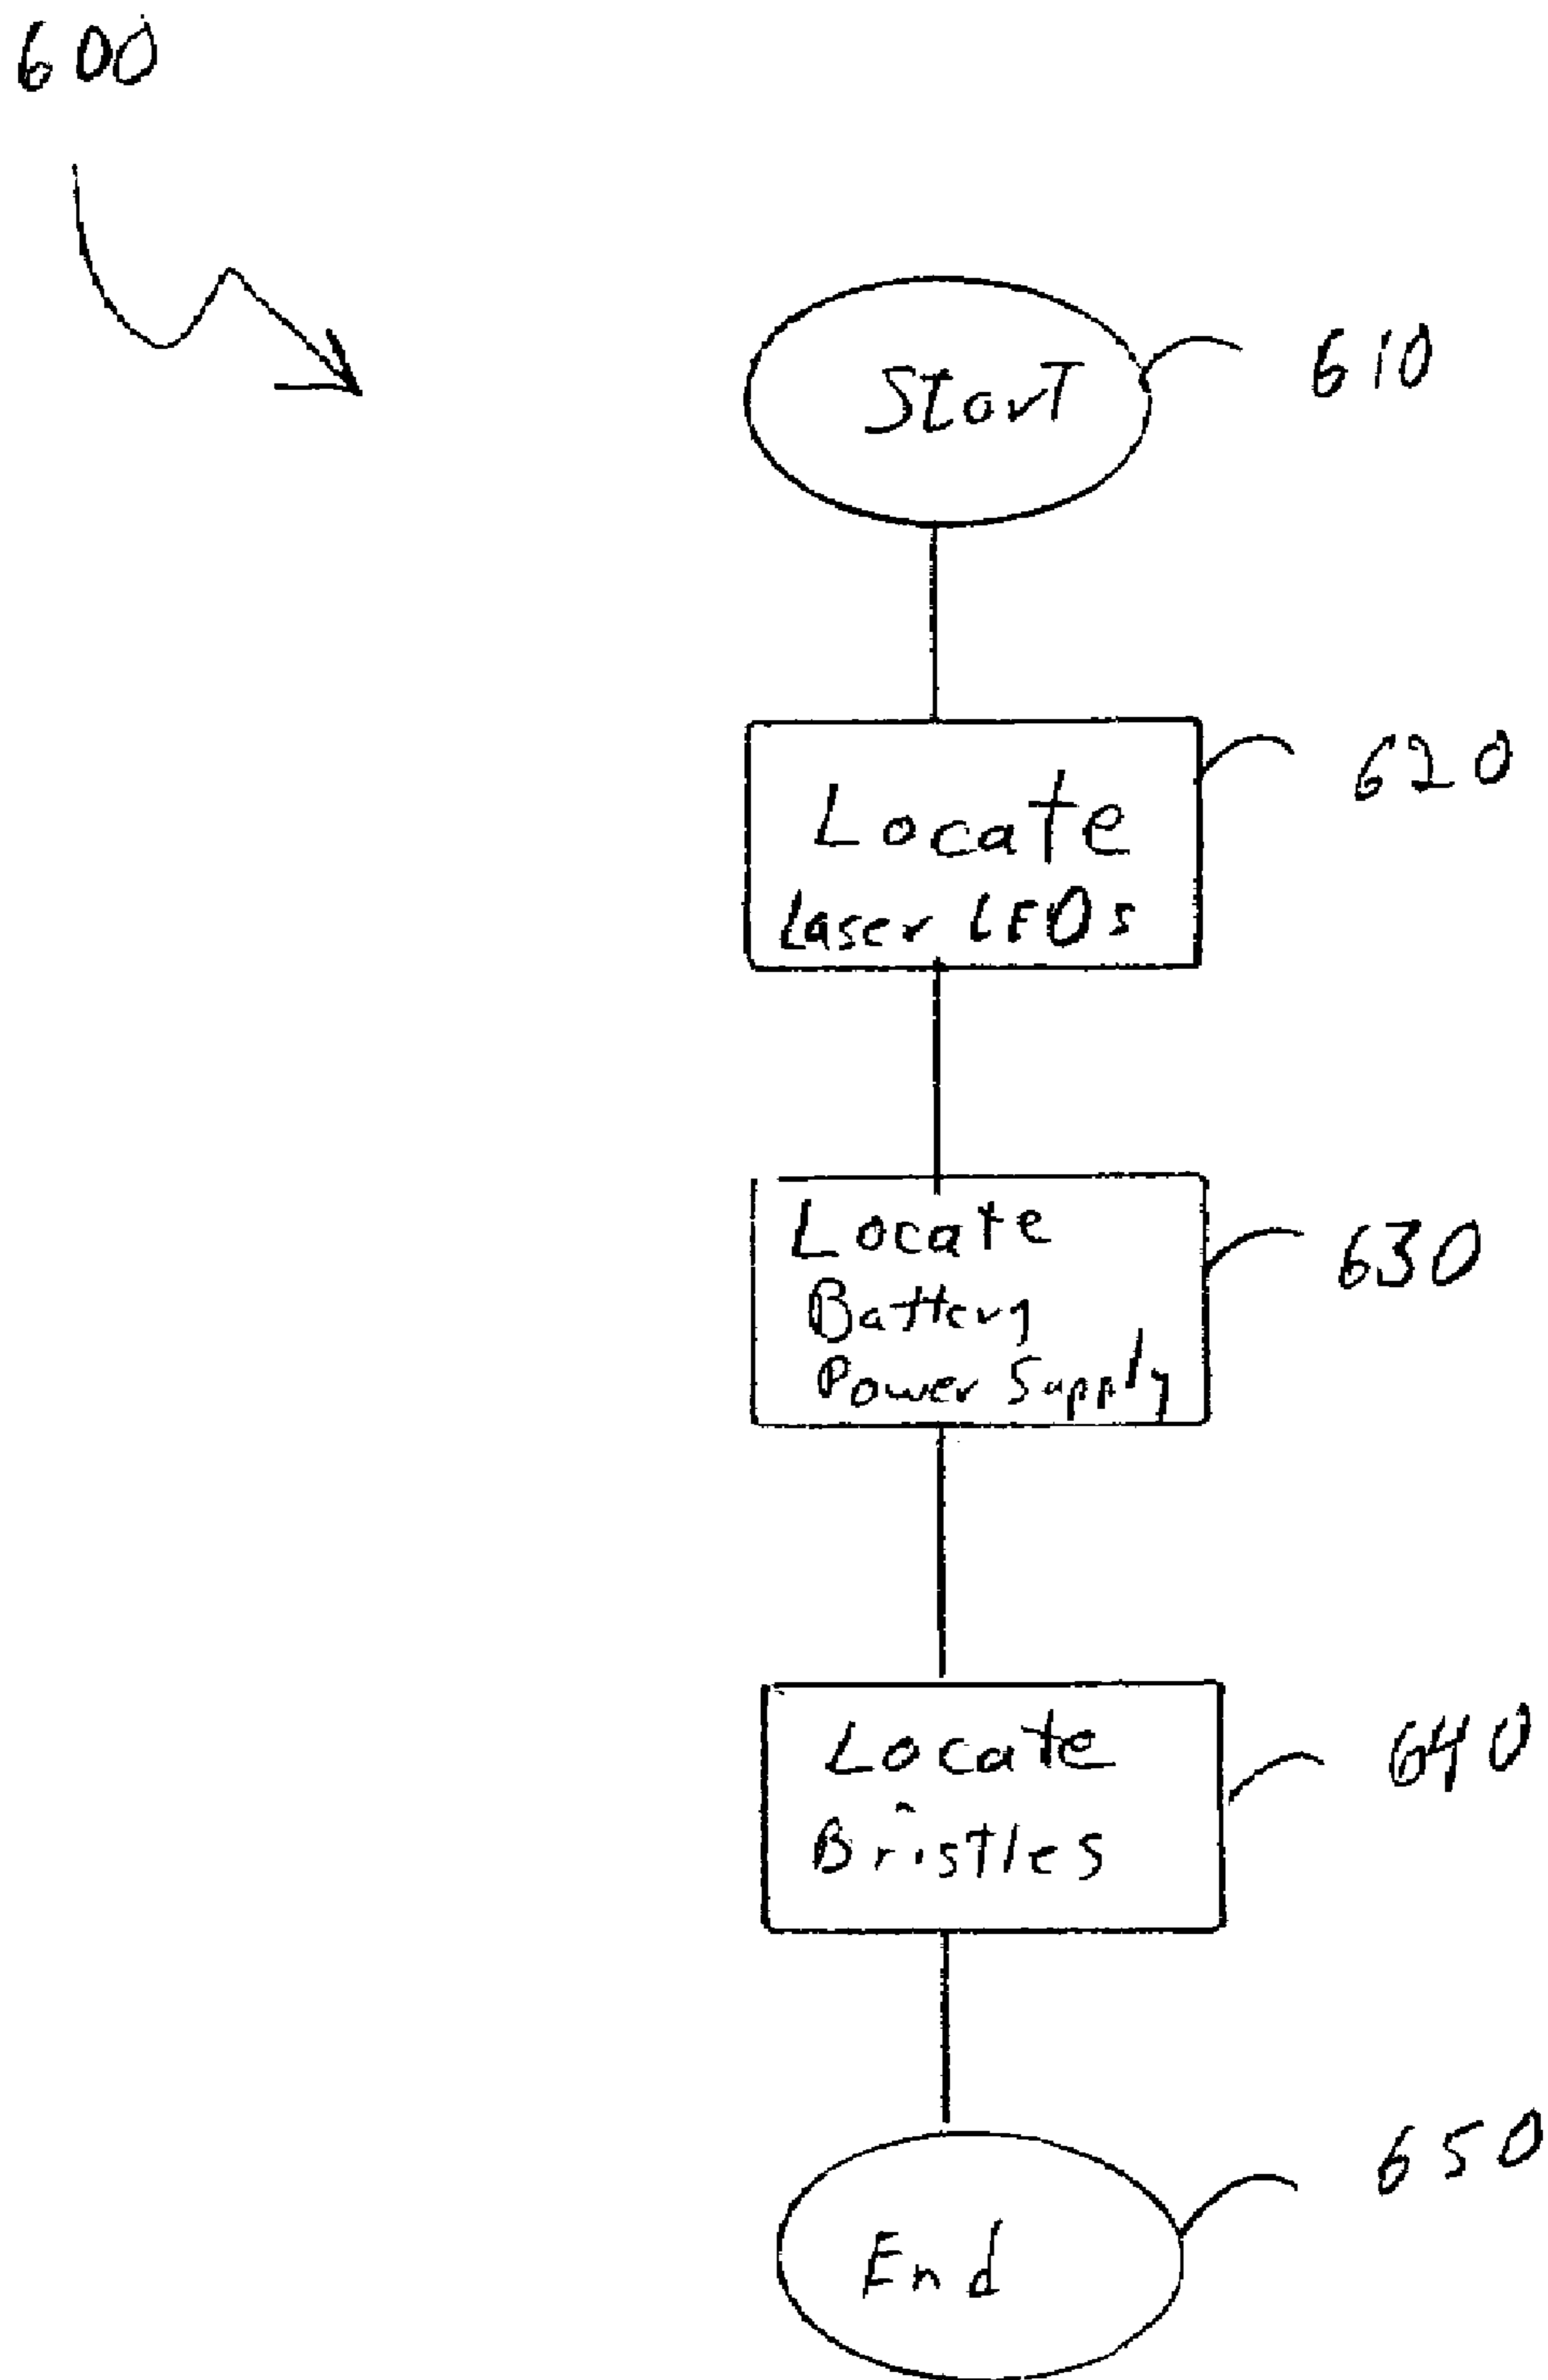 600
Start
610
Locate
Laser LEDs
620
Locate
Battery
Power Supply
630
Locate
Bristles
640
End
650